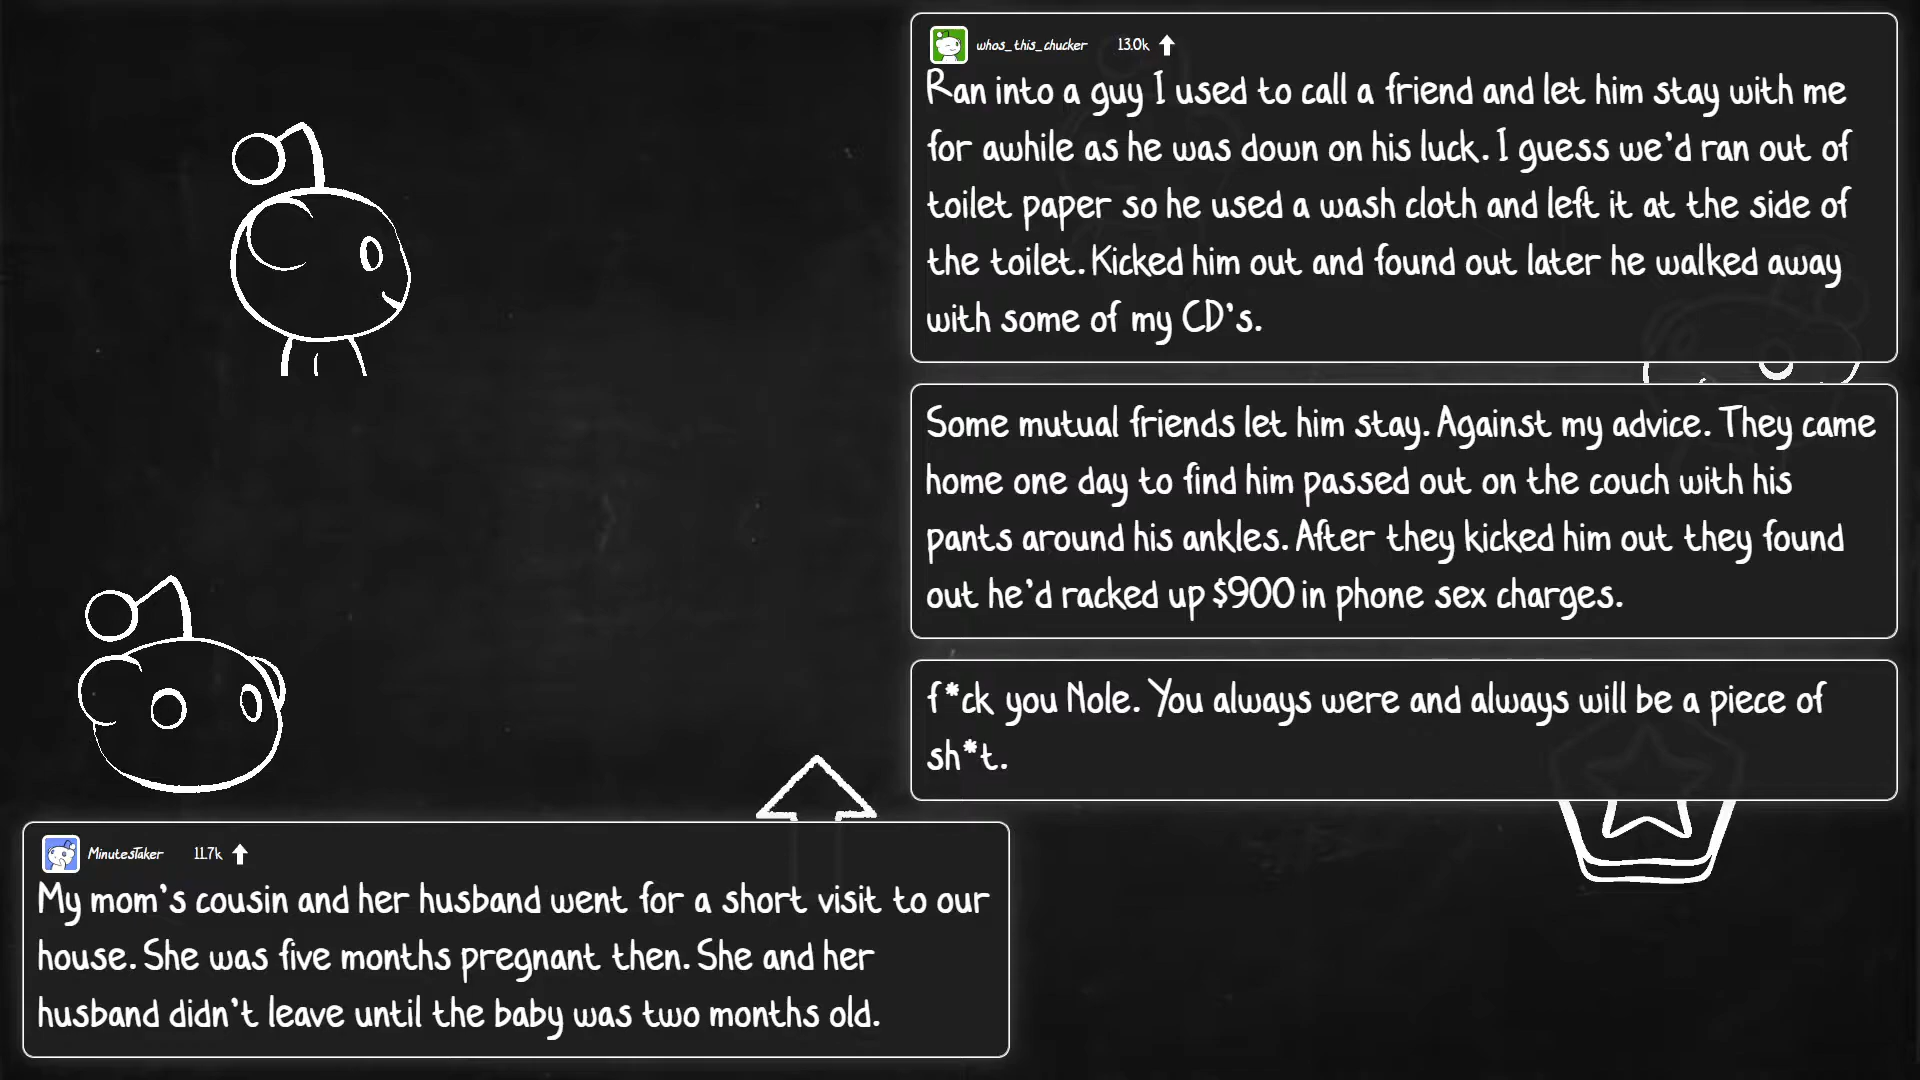 whos_this_chucker 13.0k
Ran into a guy I used to call a friend and let him stay with me
for awhile as he was down on his luck. I guess we'd ran out of
toilet paper so he used a wash cloth and left it at the side of
the toilet. Kicked him out and found out later he walked away
with some of my CD's.
Some mutual friends let him stay. Against my advice. They came
home one day to find him passed out on the couch with his
pants around his ankles. After they kicked him out they found
out he'd racked up $900 in phone sex charges.
f*ck you Nole. You always were and always will be a piece of
sh*t.
MinutesTaker 11.7k
My mom's cousin and her husband went for a short visit to our
house. She was five months pregnant then. She and her
husband didn't leave until the baby was two months old.